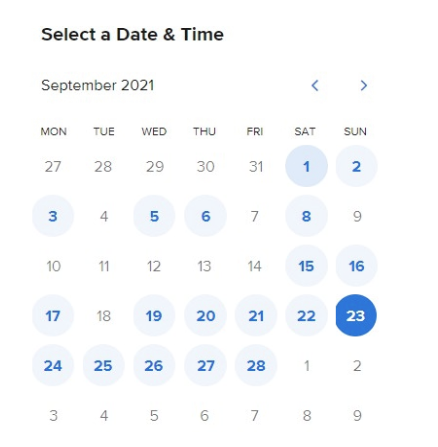 Select a Date & Time
September 2021
MON TUE WED THU FRI SAT SUN
27 28 29 30 31 1 2
3 4 5 6 7 8 9
10 11 12 13 14 15 16
17 18 19 20 21 22 23
24 25 26 27 28 1 2
3 4 5 6 7 8 9